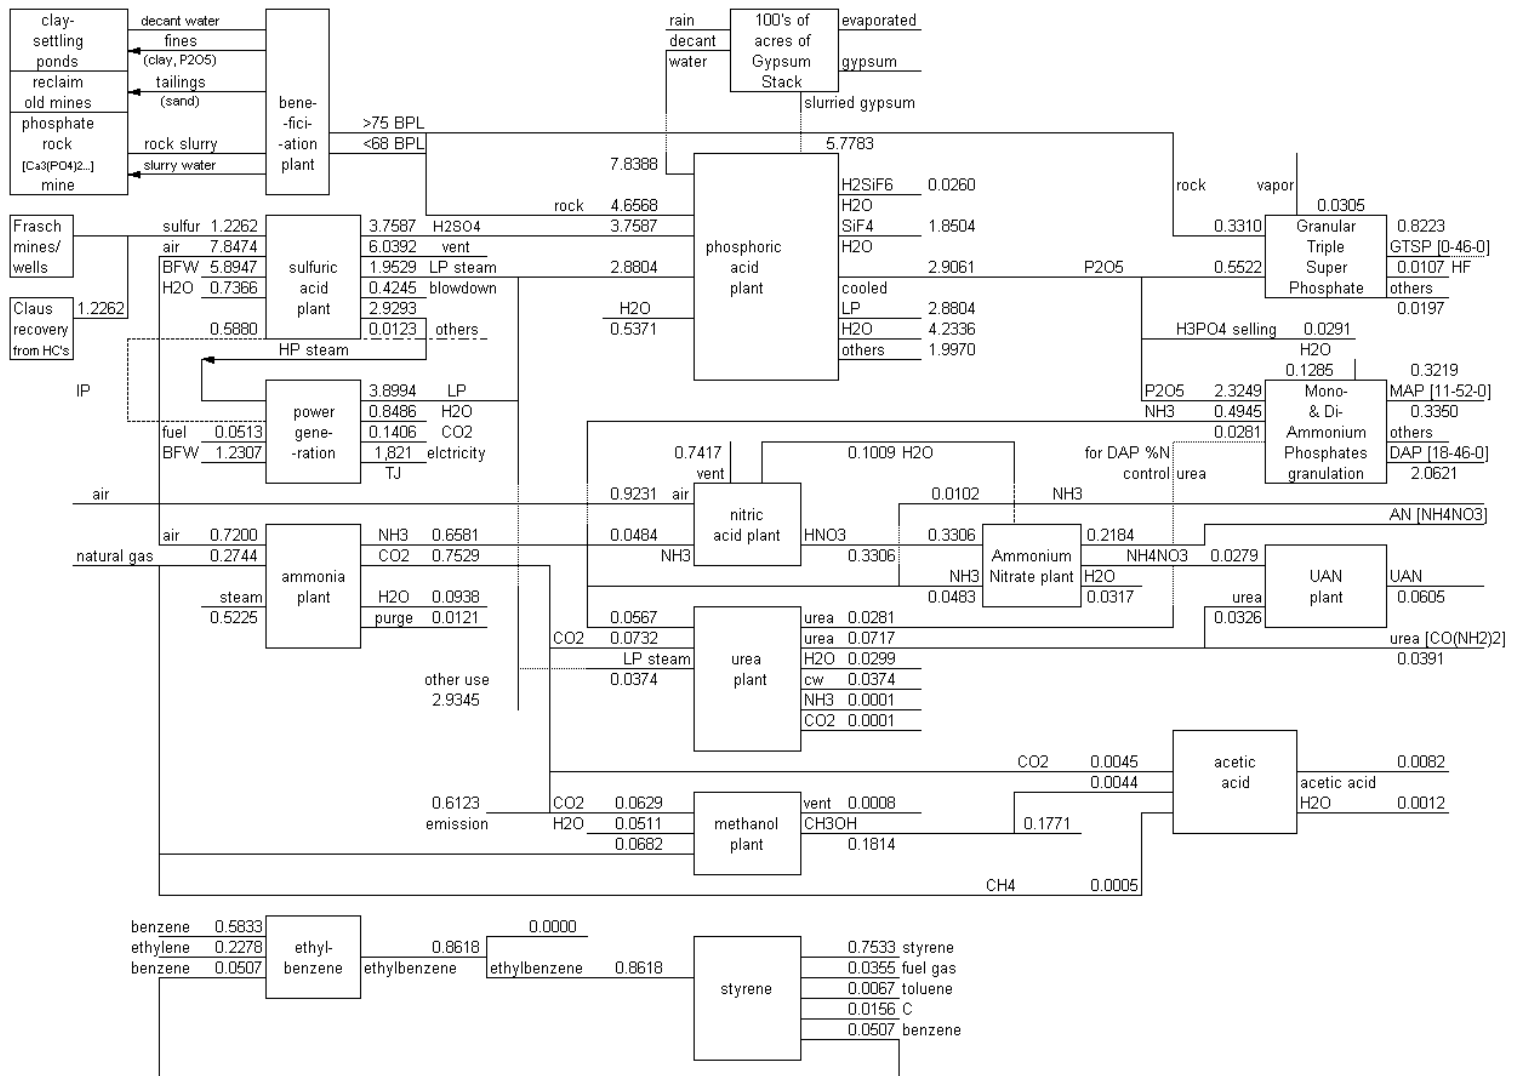 clay-
settling
ponds
reclaim
old mines
phosphate
rock
[Ca3(PO4)2...]
mine
decant water
fines
(clay, P2O5)
tailings
(sand)
rock slurry
slurry water
bene-
-fici-
-ation
plant
>75 BPL
<68 BPL
rain
decant
water
100's of
acres of
Gypsum
Stack
evaporated
gypsum
slurried gypsum
5.7783
7.8388
rock 4.6568
3.7587
2.8804
H2O
0.5371
phosphoric
acid
plant
H2SiF6 0.0260
H2O
SiF4 1.8504
H2O
2.9061 P2O5 0.5522
cooled
LP 2.8804
H2O 4.2336
others 1.9970
rock vapor
0.0305
0.3310
Granular
Triple
Super
Phosphate
0.8223
GTSP [0-46-0]
0.0107 HF
others
0.0197
Frasch
mines/
wells
Claus
recovery
from HC's
1.2262
sulfur 1.2262
air 7.8474
BFW 5.8947
H2O 0.7366
0.5880
sulfuric
acid
plant
3.7587 H2SO4
6.0392 vent
1.9529 LP steam
0.4245 blowdown
2.9293
0.0123 others
HP steam
IP
fuel 0.0513
BFW 1.2307
power
gene-
-ration
3.8994 LP
0.8486 H2O
0.1406 CO2
1,821 elctricity
TJ
H3PO4 selling 0.0291
H2O
0.1285
P2O5 2.3249
NH3 0.4945
0.0281
Mono-
& Di-
Ammonium
Phosphates
granulation
0.3219
MAP [11-52-0]
0.3350
others
DAP [18-46-0]
2.0621
for DAP %N
control urea
0.7417
vent
0.1009 H2O
air
0.9231 air
0.0484
NH3
nitric
acid plant
HNO3
0.3306
0.3306
0.0102 NH3
AN [NH4NO3]
NH3
0.0483
Ammonium
Nitrate plant
0.2184
NH4NO3 0.0279
H2O
0.0317
urea
0.0326
UAN
plant
UAN
0.0605
urea [CO(NH2)2]
0.0391
air 0.7200
natural gas 0.2744
steam
0.5225
ammonia
plant
NH3 0.6581
CO2 0.7529
H2O 0.0938
purge 0.0121
0.0567
CO2 0.0732
LP steam
0.0374
urea
plant
urea 0.0281
urea 0.0717
H2O 0.0299
cw 0.0374
NH3 0.0001
CO2 0.0001
other use
2.9345
CO2 0.0045
0.0044
acetic
acid
0.0082
acetic acid
H2O 0.0012
0.6123
emission
CO2 0.0629
H2O 0.0511
0.0682
methanol
plant
vent 0.0008
CH3OH
0.1814
0.1771
CH4 0.0005
benzene 0.5833
ethylene 0.2278
benzene 0.0507
ethyl-
benzene
0.8618
ethylbenzene
0.0000
ethylbenzene 0.8618
styrene
0.7533 styrene
0.0355 fuel gas
0.0067 toluene
0.0156 C
0.0507 benzene